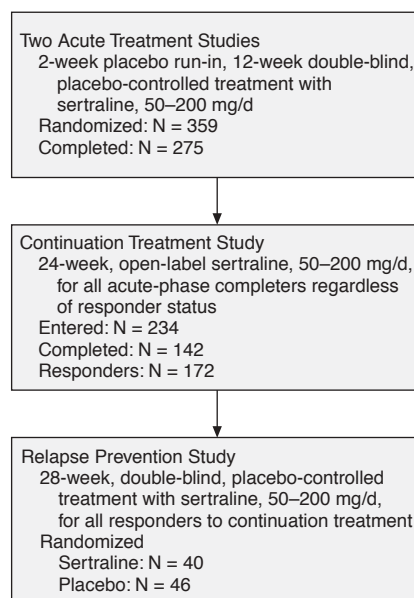 Two Acute Treatment Studies
2-week placebo run-in, 12-week double-blind,
placebo-controlled treatment with
sertraline, 50–200 mg/d
Randomized: N = 359
Completed: N = 275
Continuation Treatment Study
24-week, open-label sertraline, 50–200 mg/d,
for all acute-phase completers regardless
of responder status
Entered: N = 234
Completed: N = 142
Responders: N = 172
Relapse Prevention Study
28-week, double-blind, placebo-controlled
treatment with sertraline, 50–200 mg/d,
for all responders to continuation treatment
Randomized
Sertraline: N = 40
Placebo: N = 46